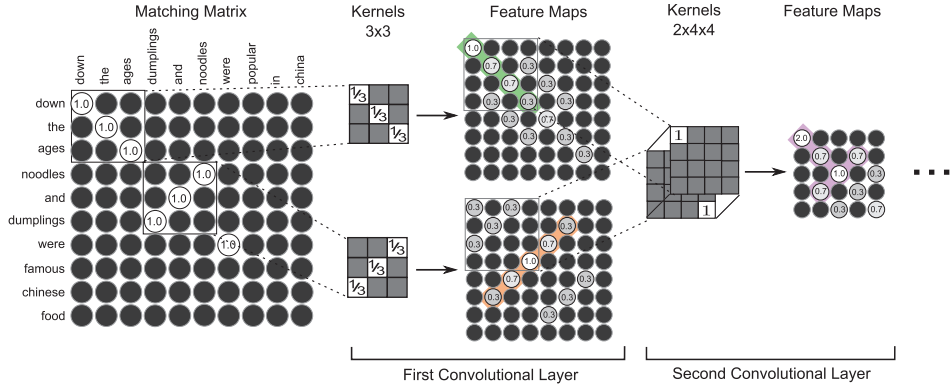 Matching Matrix
down
the
ages
dumplings
and
noodles
were
popular
in
china
down
1.0
the
1.0
ages
1.0
noodles
1.0
and
1.0
dumplings
1.0
were
1.0
famous
chinese
food
Kernels
3x3
1/3
1/3
1/3
1/3
1/3
1/3
Feature Maps
1.0
0.7 0.3
0.7 0.3
0.3 0.3 0.3
0.3 0.7
0.3 0.3
0.3
0.3 0.3
0.3 0.3
0.3 0.7
1.0
0.7 0.3
0.3 0.3
0.3
First Convolutional Layer
Kernels
2x4x4
1
1
Feature Maps
2.0
0.7 0.7
1.0 0.3
0.7 0.3
0.3 0.7
Second Convolutional Layer
...